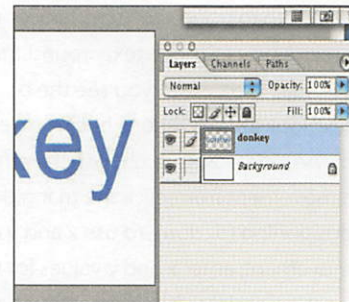 key
Layers Channels Paths
Normal Opacity: 100%
Lock: Fill: 100%
donkey
Background